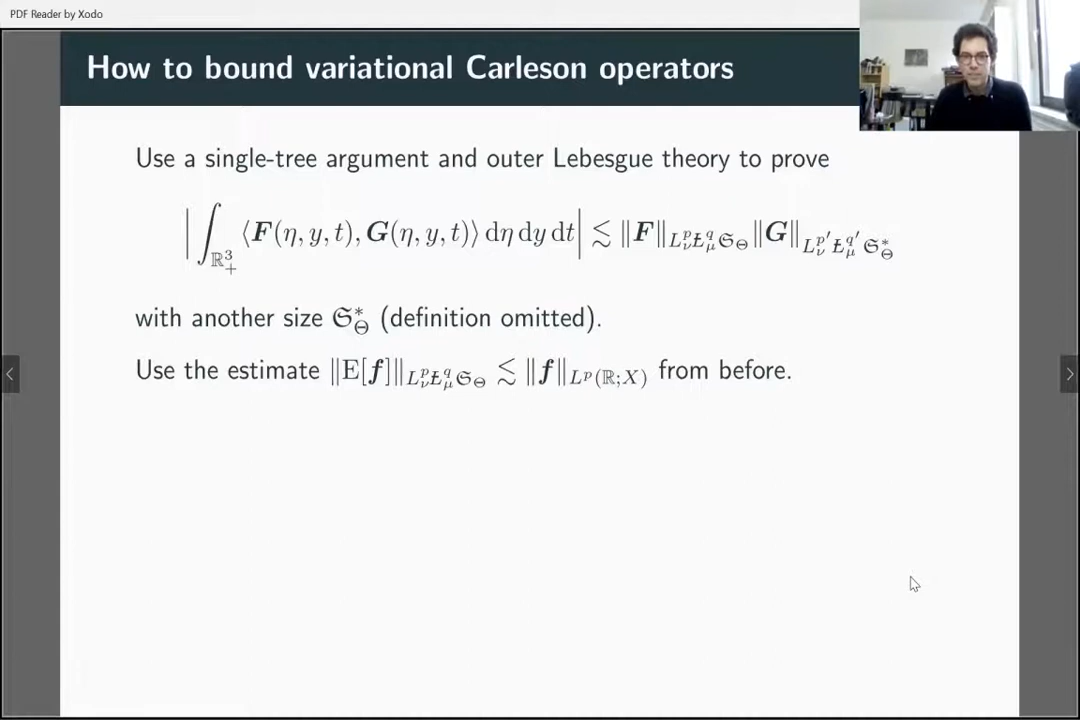 PDF Reader by Xodo
How to bound variational Carleson operators
Use a single-tree argument and outer Lebesgue theory to prove
|∫_{ℝ³₊} ⟨𝑭(η, y, t), 𝑮(η, y, t)⟩ dη dy dt| ≲ ‖𝑭‖_{L^p_ν Ł^q_μ 𝔖_Θ} ‖𝑮‖_{L^{p′}_ν Ł^{q′}_μ 𝔖*_Θ}
with another size 𝔖*_Θ (definition omitted).
Use the estimate ‖E[𝒇]‖_{L^p_ν Ł^q_μ 𝔖_Θ} ≲ ‖𝒇‖_{L^p(ℝ;X)} from before.